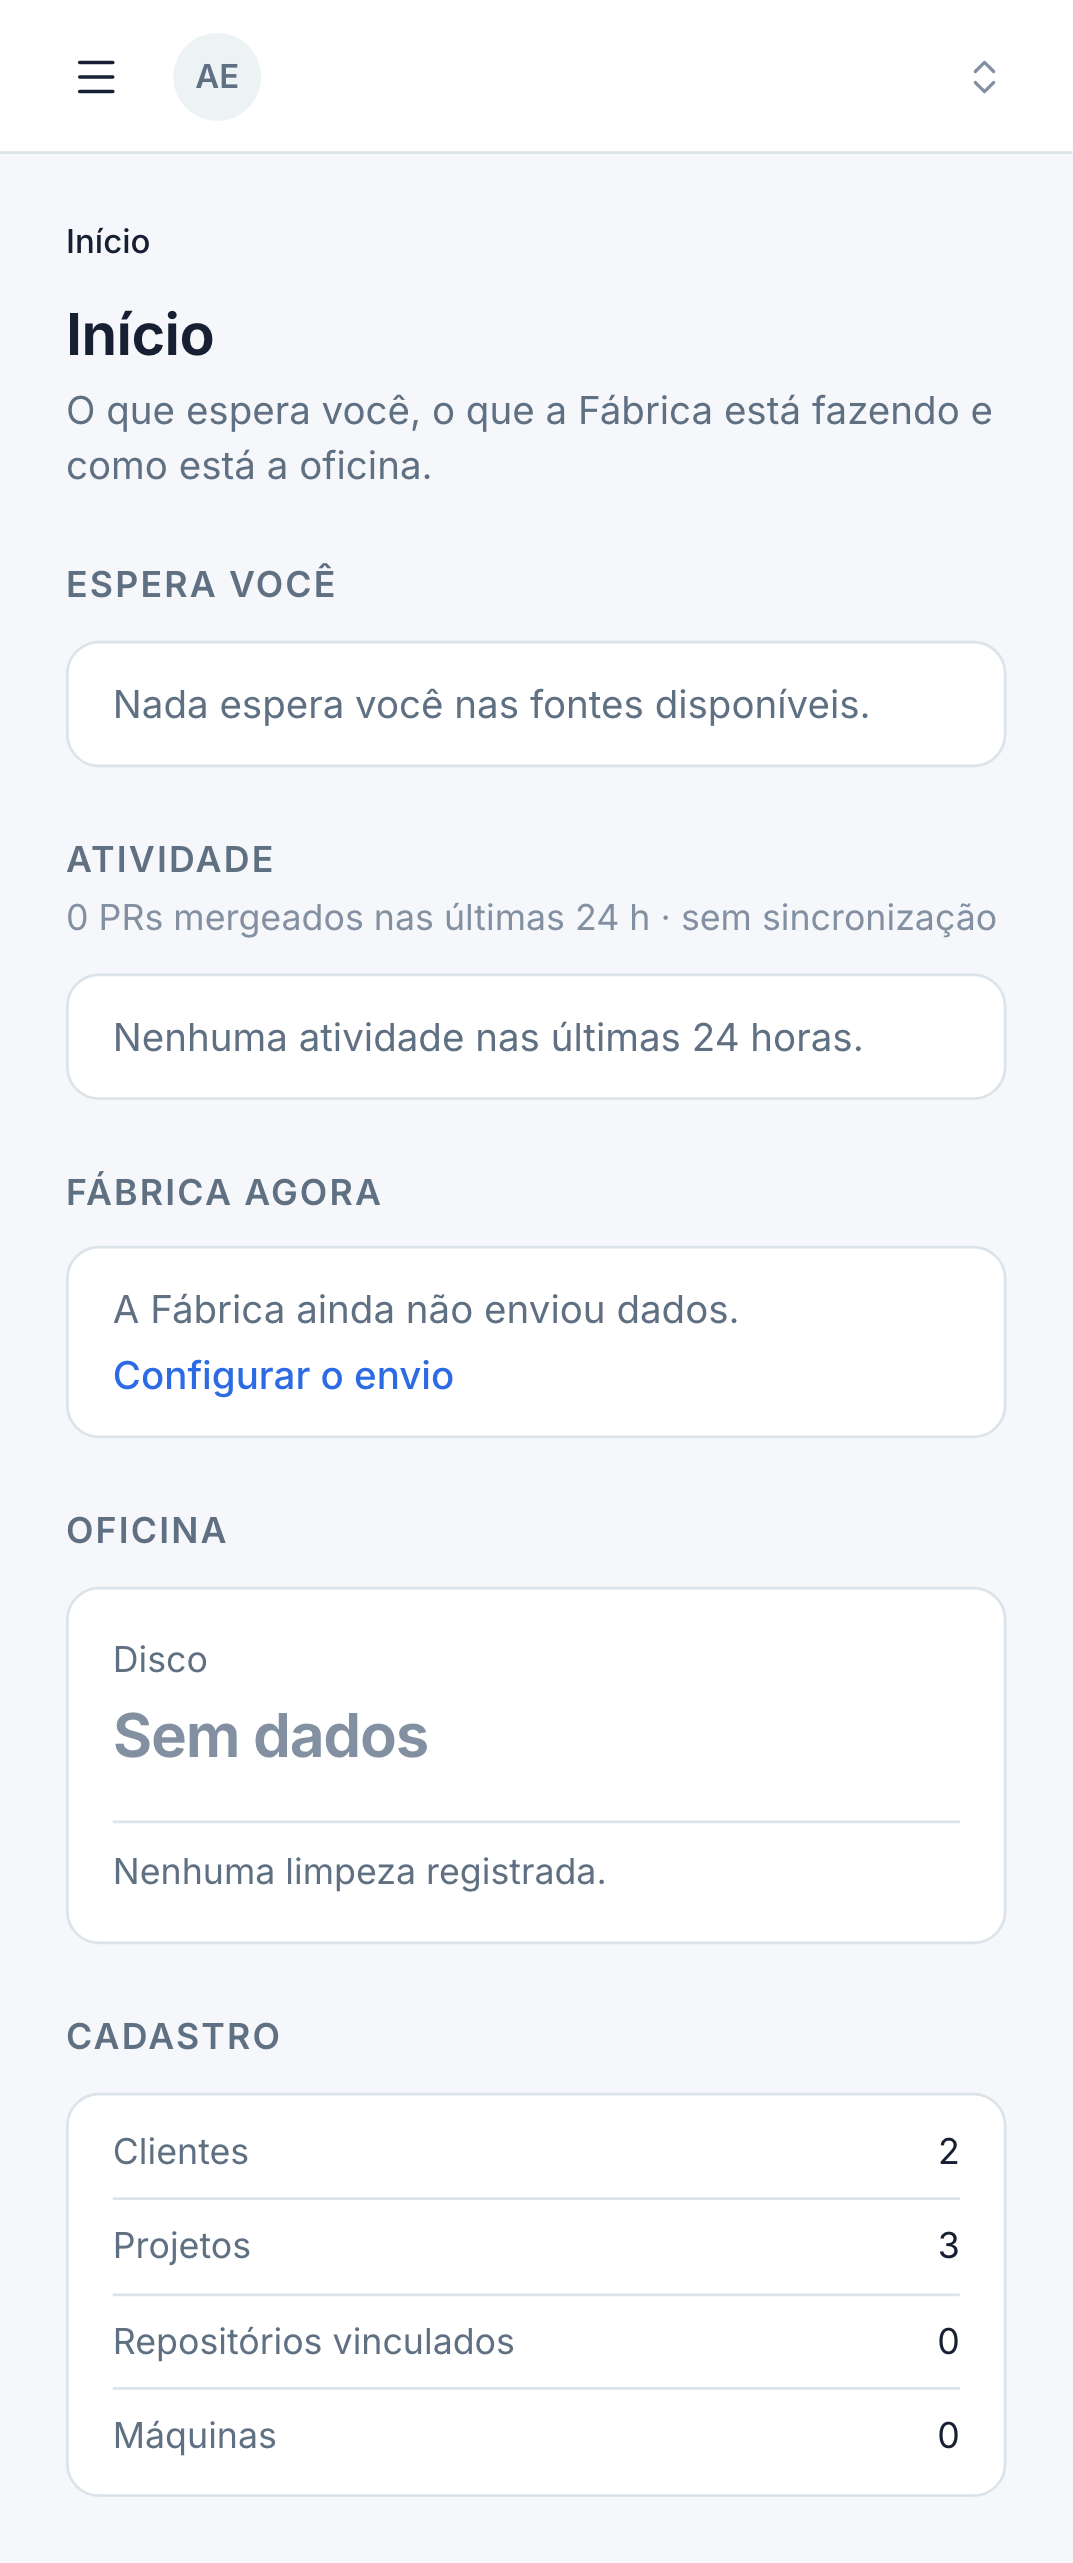 AE
Início
Início
O que espera você, o que a Fábrica está fazendo e
como está a oficina.
ESPERA VOCÊ
Nada espera você nas fontes disponíveis.
ATIVIDADE
0 PRs mergeados nas últimas 24 h · sem sincronização
Nenhuma atividade nas últimas 24 horas.
FÁBRICA AGORA
A Fábrica ainda não enviou dados.
Configurar o envio
OFICINA
Disco
Sem dados
Nenhuma limpeza registrada.
CADASTRO
Clientes 2
Projetos 3
Repositórios vinculados 0
Máquinas 0